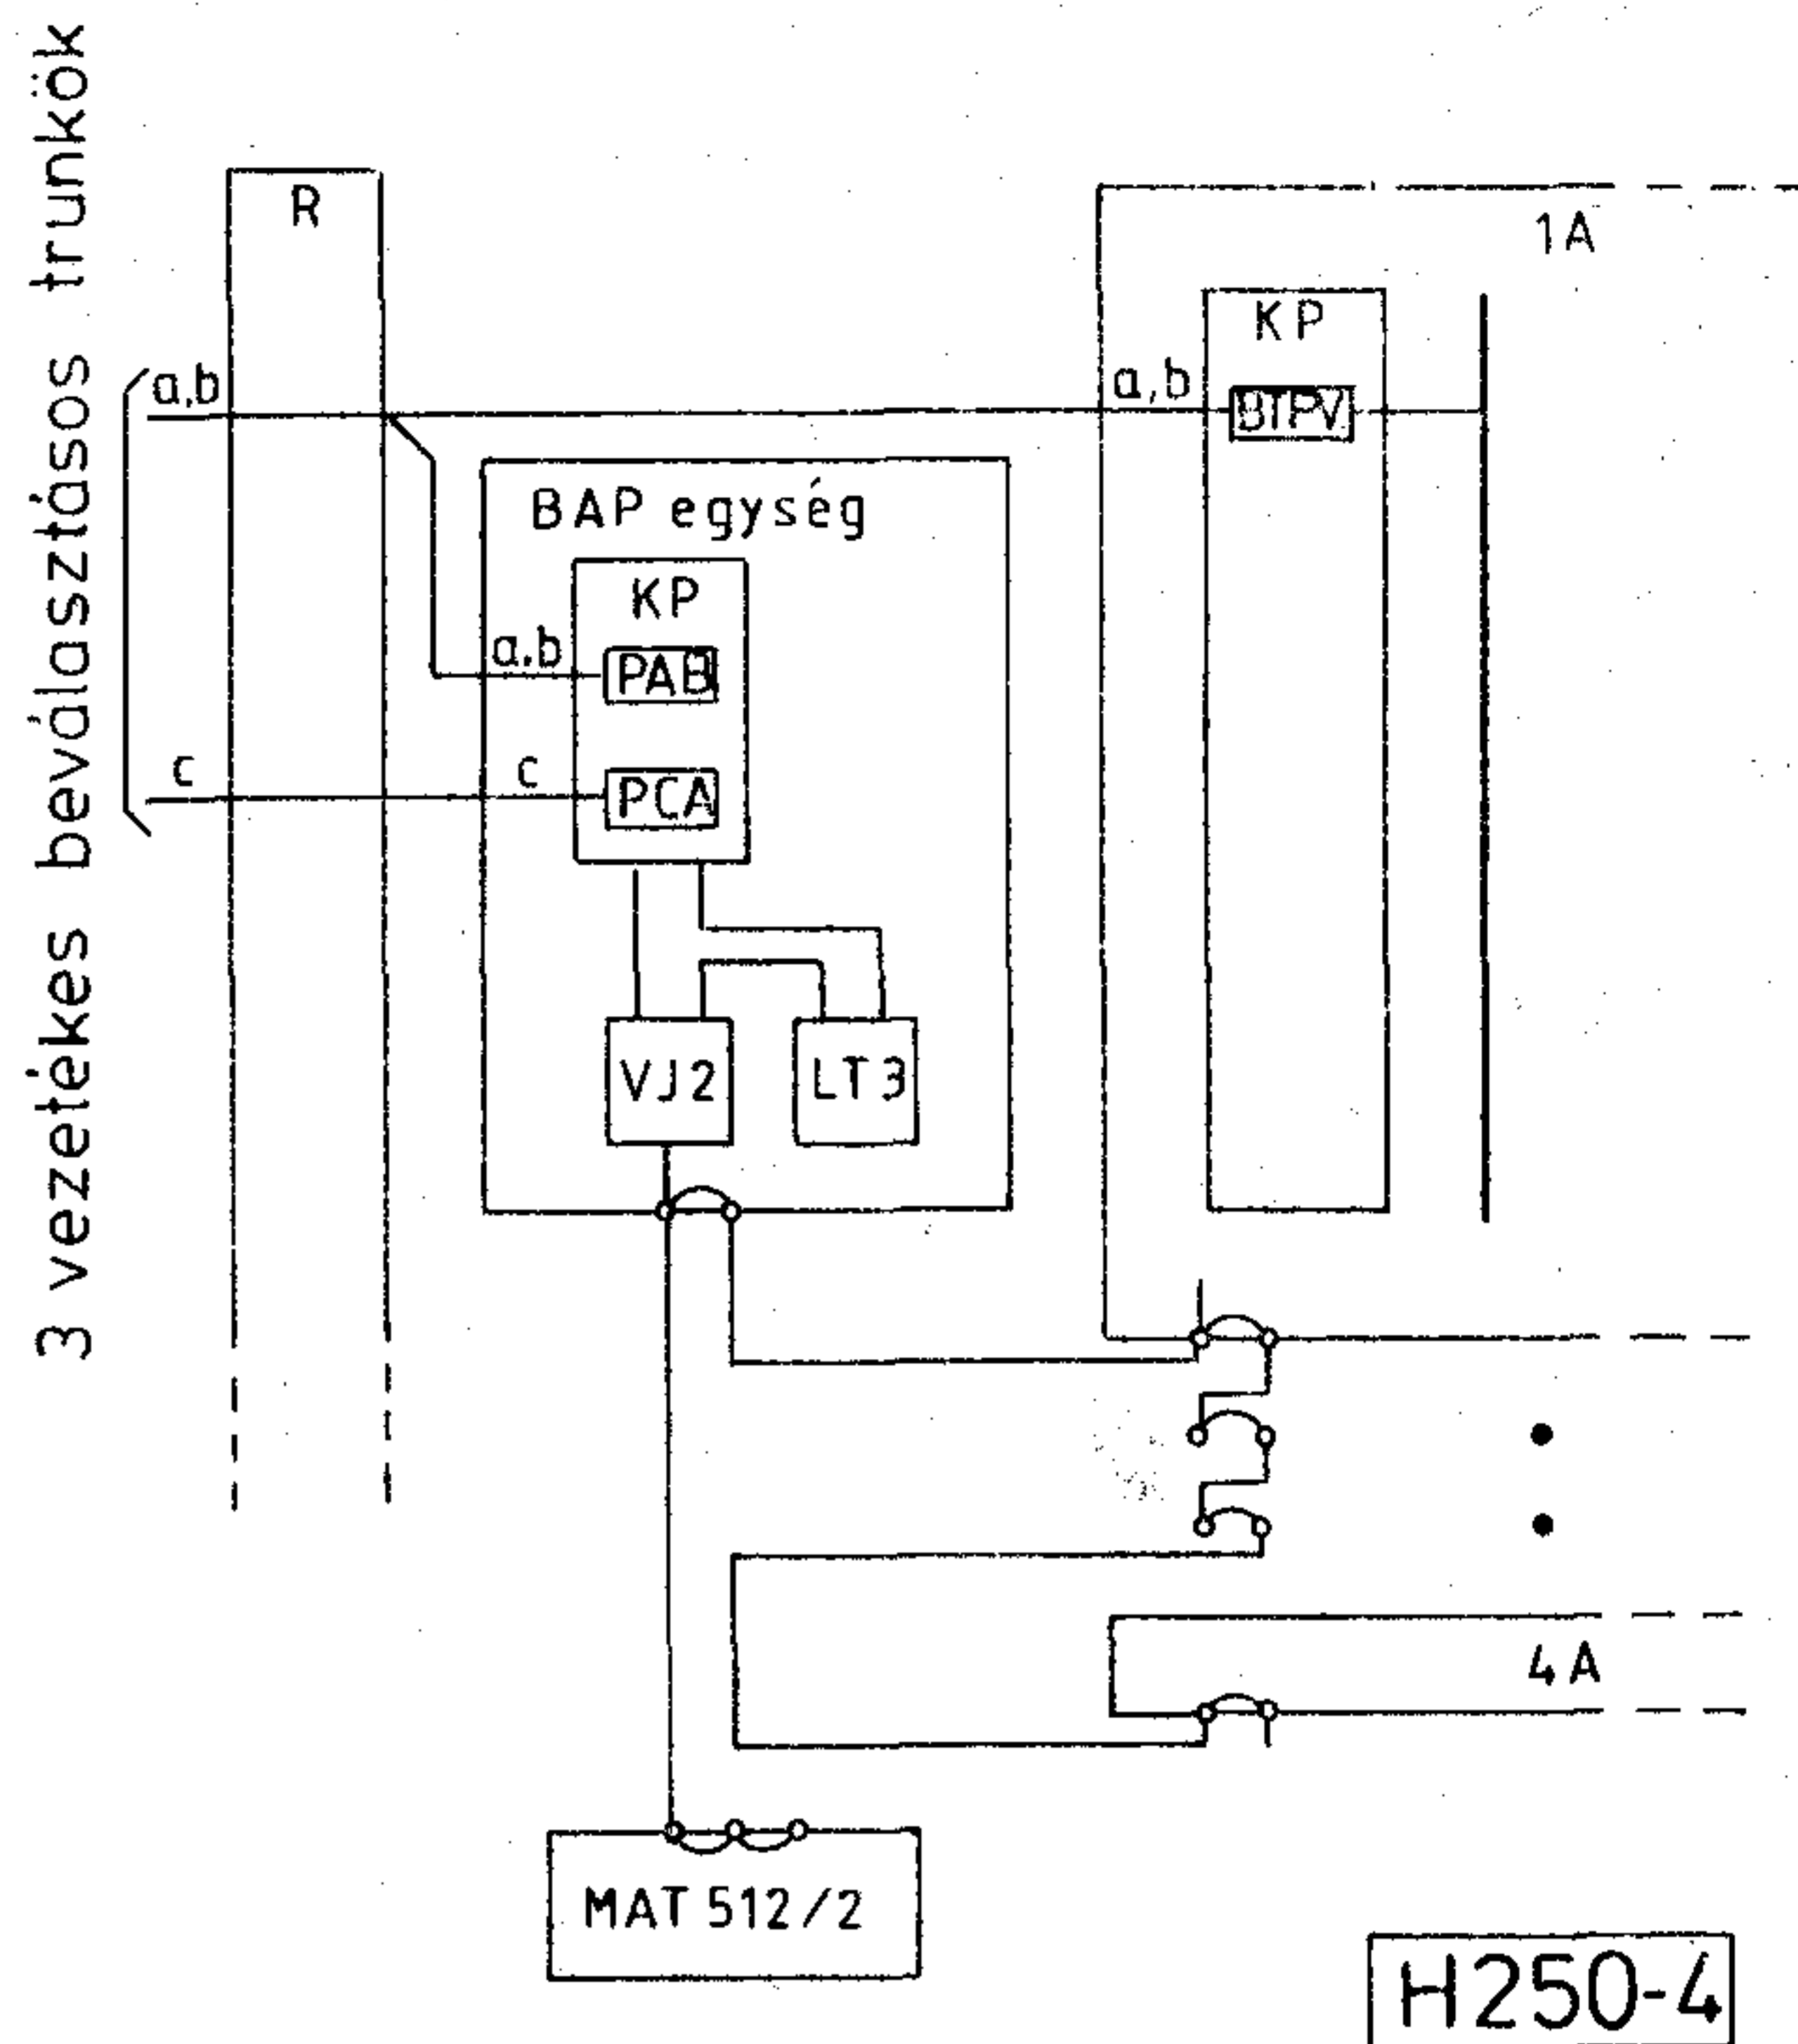 3 vezetékes beválasztásos trunkök
R
1A
KP
a,b
a,b
BTPV
BAP egység
KP
a,b
PAB
c
c
PCA
VJ2
LT3
4A
MAT 512/2
H250-4